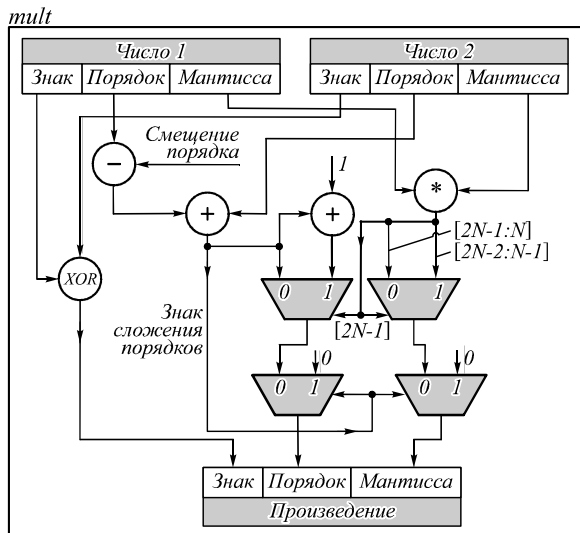 mult
Число 1
Знак Порядок Мантисса
Число 2
Знак Порядок Мантисса
Смещение
порядка
−
1
+
+
*
[2N-1:N]
[2N-2:N-1]
XOR
0 1
0 1
Знак
сложения
порядков
[2N-1]
0
0
0 1
0 1
Знак Порядок Мантисса
Произведение